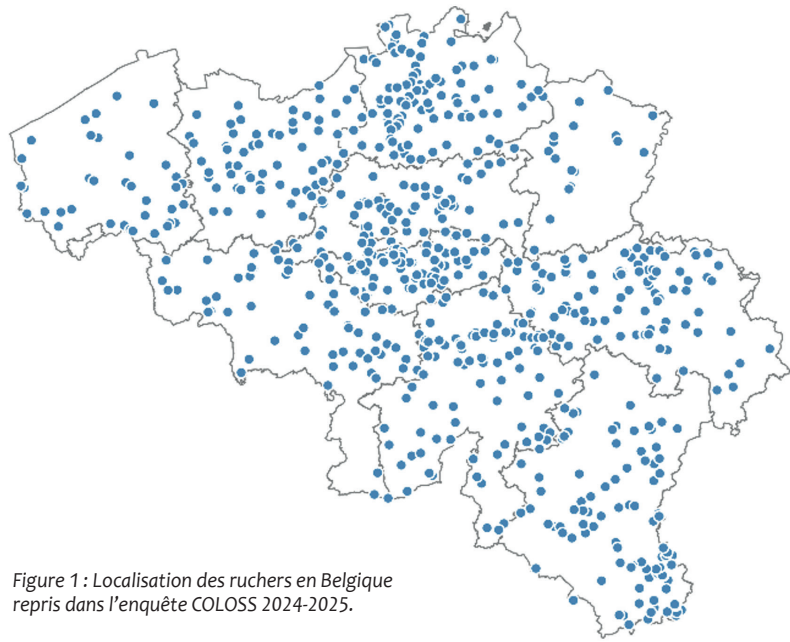 Figure 1 : Localisation des ruchers en Belgique
repris dans l'enquête COLOSS 2024-2025.